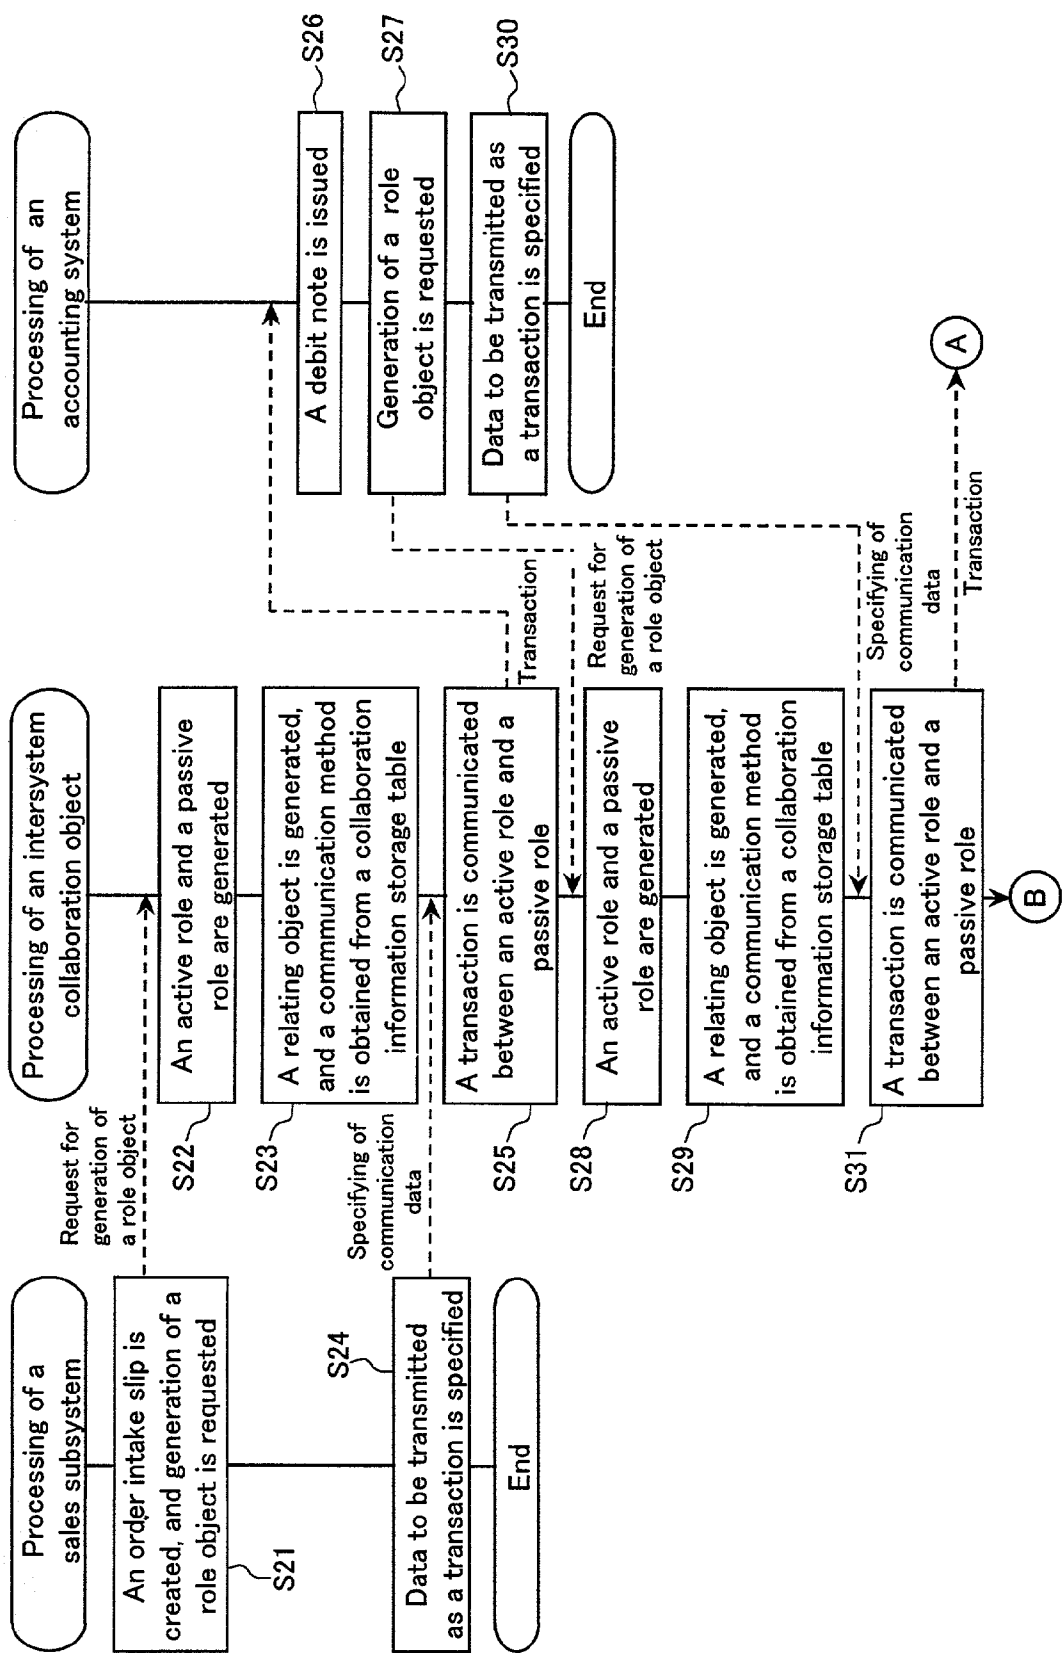 Processing of a
sales subsystem
An order intake slip is
created, and generation of a
role object is requested
S21
Request for
generation of
a role object
S24
Data to be transmitted
as a transaction is specified
Specifying of
communication
data
End
Processing of an intersystem
collaboration object
An active role and a passive
role are generated
S22
A relating object is generated,
and a communication method
is obtained from a collaboration
information storage table
S23
A transaction is communicated
between an active role and a
passive role
S25
Transaction
An active role and a passive
role are generated
S28
A relating object is generated,
and a communication method
is obtained from a collaboration
information storage table
S29
A transaction is communicated
between an active role and a
passive role
S31
B
Processing of an
accounting system
A debit note is issued
S26
Generation of a role
object is requested
S27
Request for
generation of
a role object
Data to be transmitted as
a transaction is specified
S30
Specifying of
communication
data
End
Transaction
A